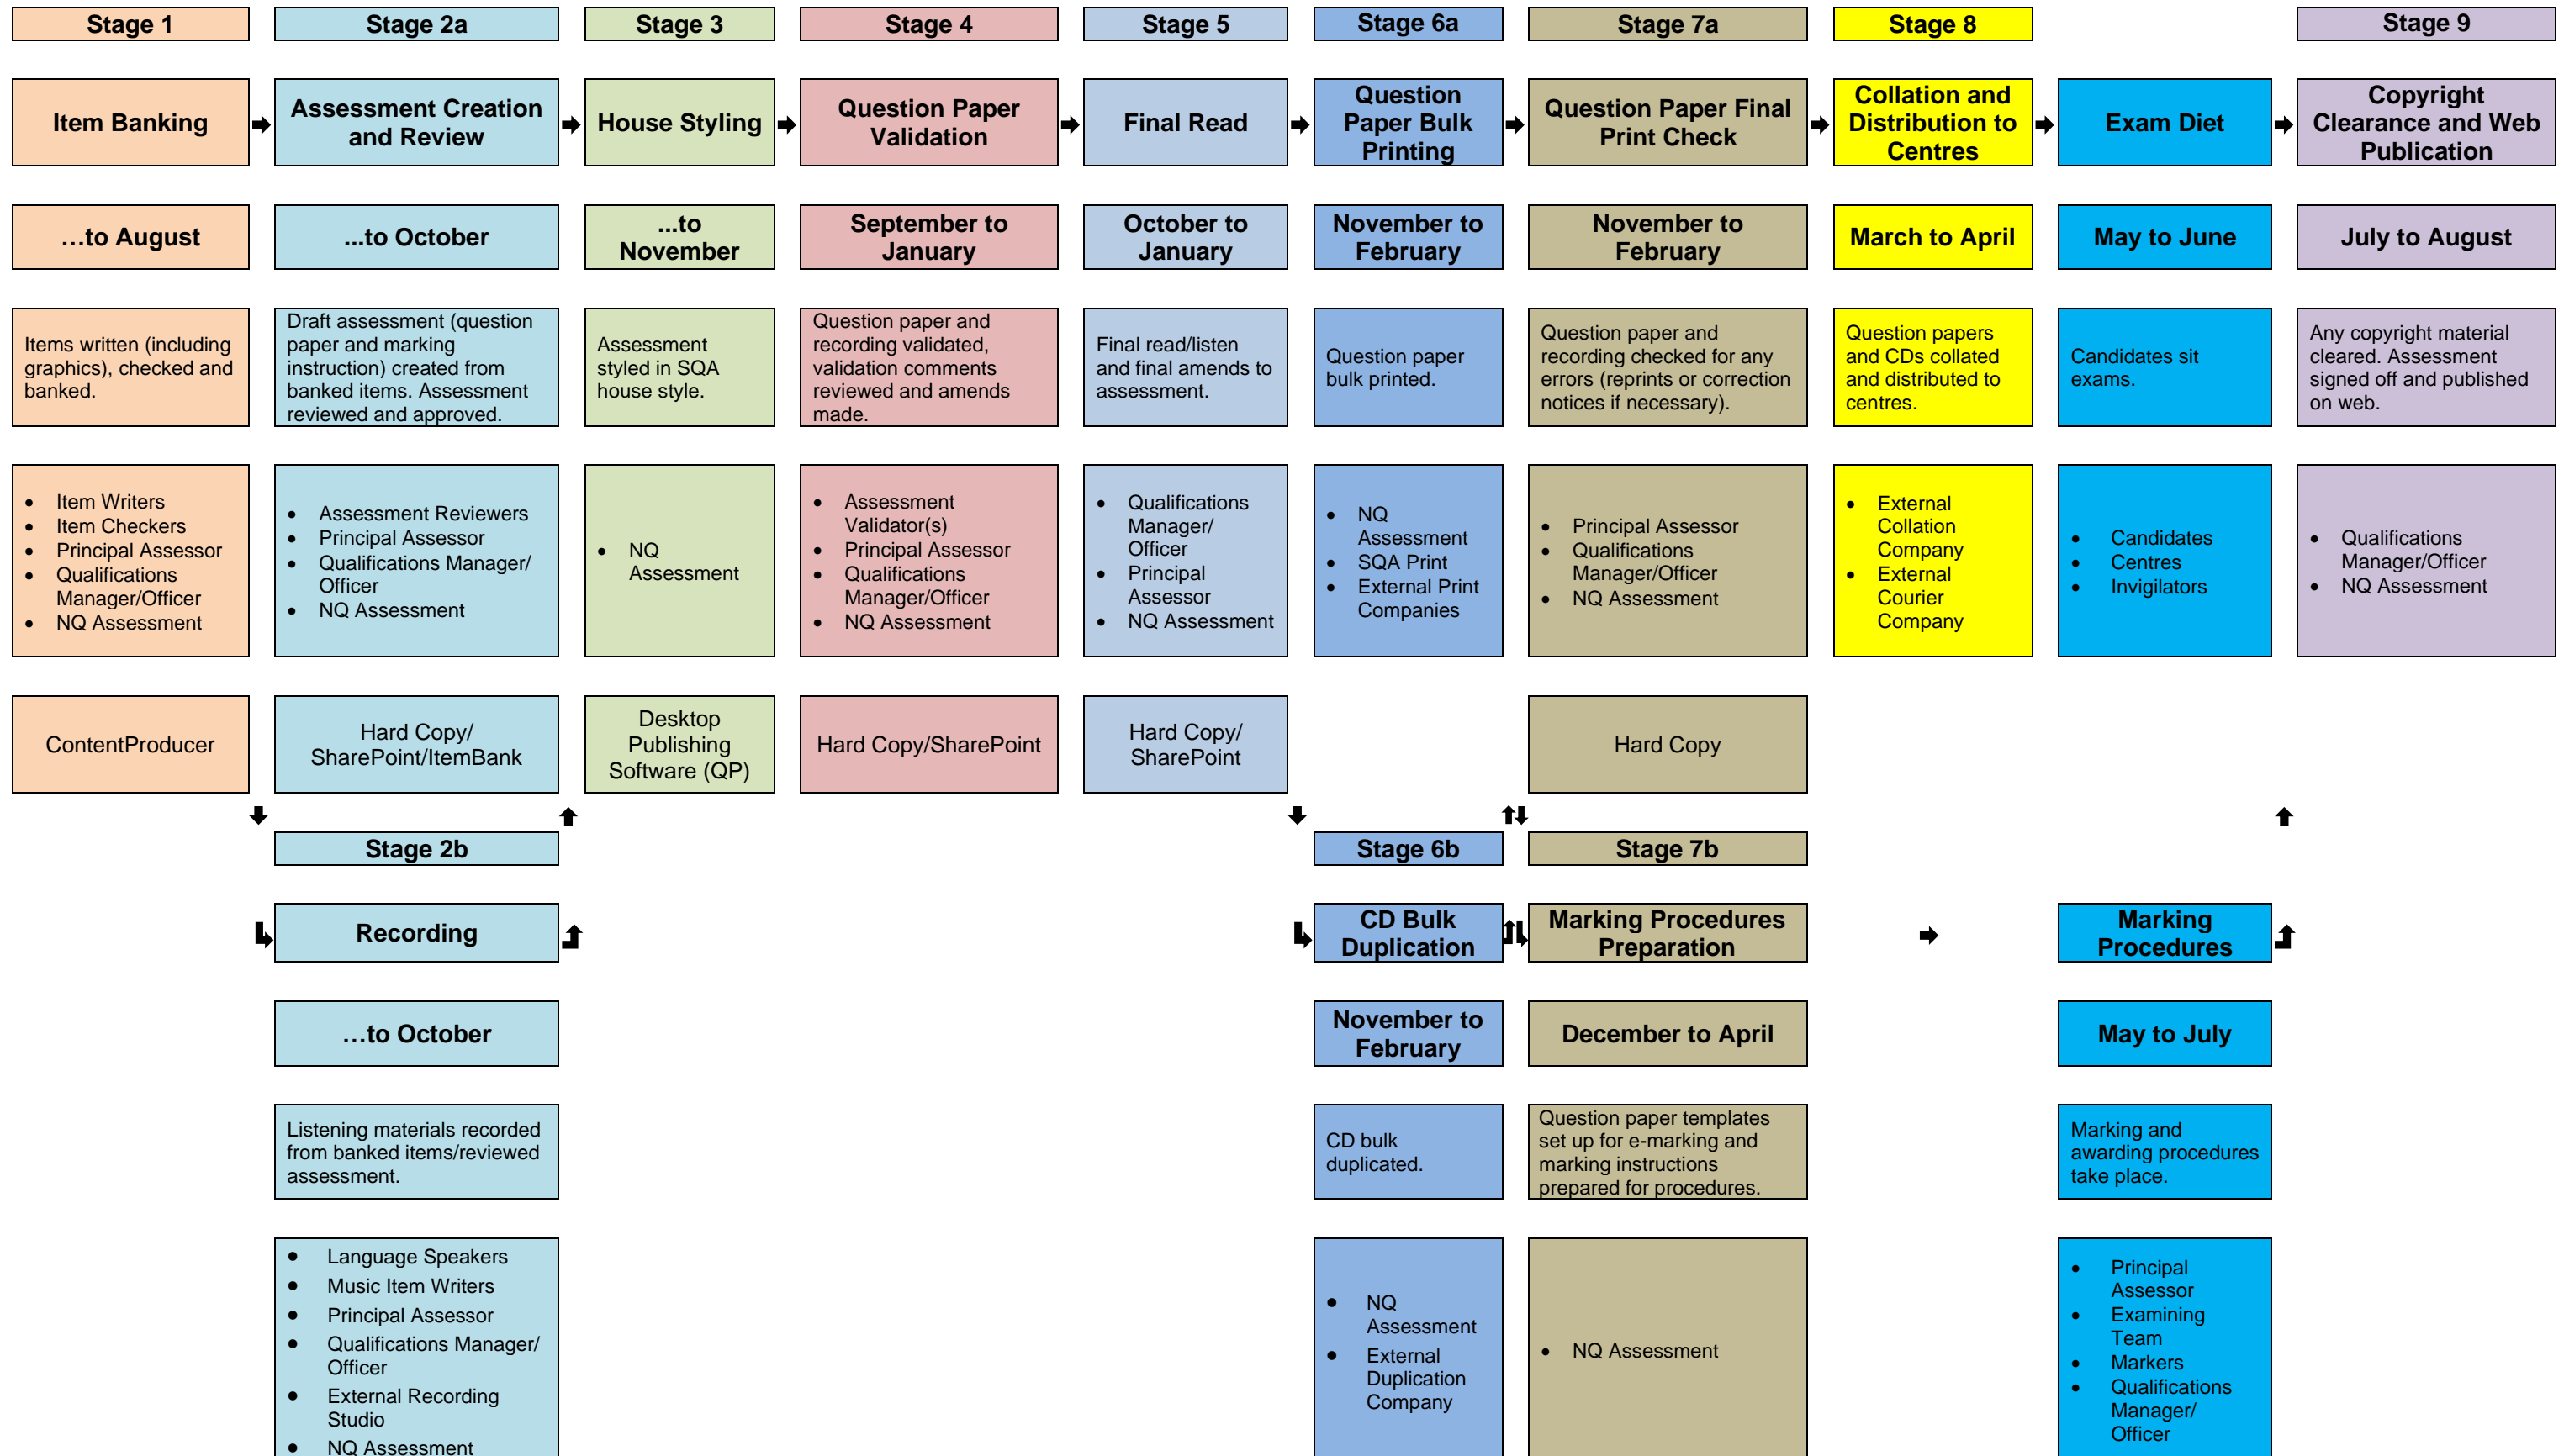 Stage 1
Stage 2a
Stage 3
Stage 4
Stage 5
Stage 6a
Stage 7a
Stage 8
Stage 9
Item Banking
Assessment Creation
and Review
House Styling
Question Paper
Validation
Final Read
Question
Paper Bulk
Printing
Question Paper Final
Print Check
Collation and
Distribution to
Centres
Exam Diet
Copyright
Clearance and Web
Publication
…to August
...to October
...to
November
September to
January
October to
January
November to
February
November to
February
March to April
May to June
July to August
Items written (including
graphics), checked and
banked.
Draft assessment (question
paper and marking
instruction) created from
banked items. Assessment
reviewed and approved.
Assessment
styled in SQA
house style.
Question paper and
recording validated,
validation comments
reviewed and amends
made.
Final read/listen
and final amends to
assessment.
Question paper
bulk printed.
Question paper and
recording checked for any
errors (reprints or correction
notices if necessary).
Question papers
and CDs collated
and distributed to
centres.
Candidates sit
exams.
Any copyright material
cleared. Assessment
signed off and published
on web.
• Item Writers
• Item Checkers
• Principal Assessor
• Qualifications
Manager/Officer
• NQ Assessment
• Assessment Reviewers
• Principal Assessor
• Qualifications Manager/
Officer
• NQ Assessment
• NQ
Assessment
• Assessment
Validator(s)
• Principal Assessor
• Qualifications
Manager/Officer
• NQ Assessment
• Qualifications
Manager/
Officer
• Principal
Assessor
• NQ Assessment
• NQ
Assessment
• SQA Print
• External Print
Companies
• Principal Assessor
• Qualifications
Manager/Officer
• NQ Assessment
• External
Collation
Company
• External
Courier
Company
• Candidates
• Centres
• Invigilators
• Qualifications
Manager/Officer
• NQ Assessment
ContentProducer
Hard Copy/
SharePoint/ItemBank
Desktop
Publishing
Software (QP)
Hard Copy/SharePoint
Hard Copy/
SharePoint
Hard Copy
Stage 2b
Stage 6b
Stage 7b
Recording
CD Bulk
Duplication
Marking Procedures
Preparation
Marking
Procedures
…to October
November to
February
December to April
May to July
Listening materials recorded
from banked items/reviewed
assessment.
CD bulk
duplicated.
Question paper templates
set up for e-marking and
marking instructions
prepared for procedures.
Marking and
awarding procedures
take place.
• Language Speakers
• Music Item Writers
• Principal Assessor
• Qualifications Manager/
Officer
• External Recording
Studio
• NQ Assessment
• NQ
Assessment
• External
Duplication
Company
• NQ Assessment
• Principal
Assessor
• Examining
Team
• Markers
• Qualifications
Manager/
Officer